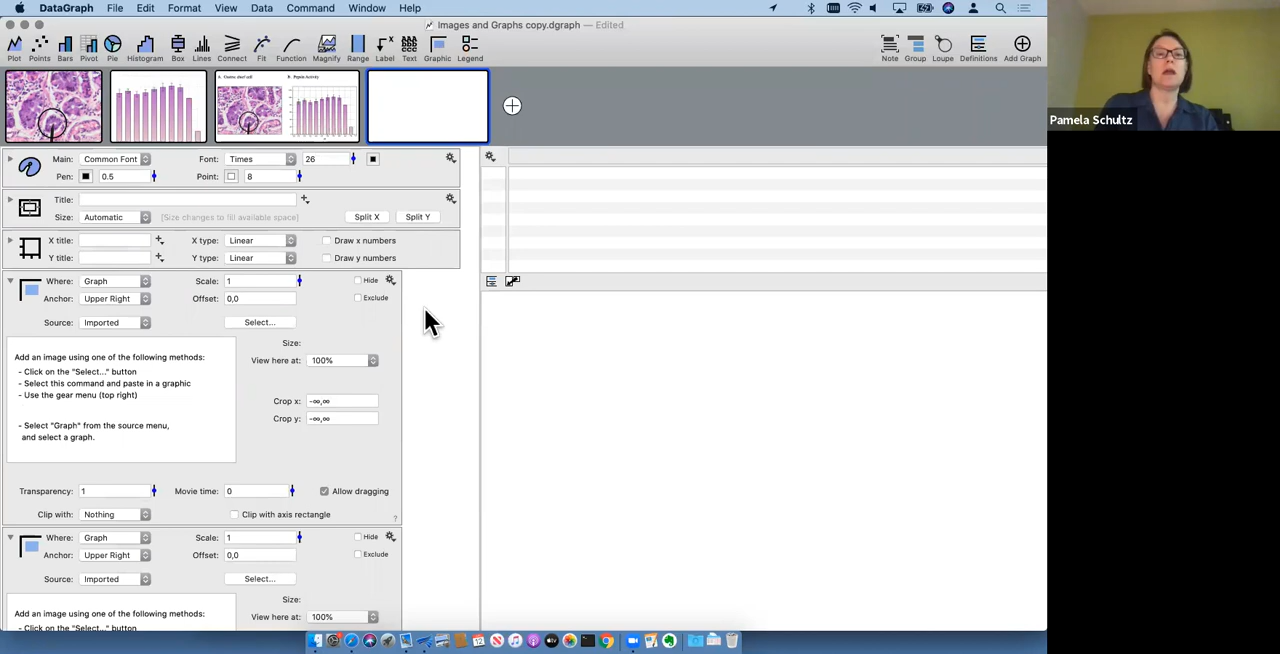 DataGraph File Edit Format View Data Command Window Help
Images and Graphs copy.dgraph — Edited
Plot Points Bars Pivot Pie Histogram Box Lines Connect Fit Function Magnify Range Label Text Graphic Legend Note Group Loupe Definitions Add Graph
Pamela Schultz
Main: Common Font Font: Times 26
Pen: 0.5 Point: 8
Title:
Size: Automatic [Size changes to fill available space] Split X Split Y
X title: X type: Linear Draw x numbers
Y title: Y type: Linear Draw y numbers
Where: Graph Scale: 1 Hide
Anchor: Upper Right Offset: 0,0 Exclude
Source: Imported Select...
Size:
Add an image using one of the following methods: View here at: 100%
- Click on the "Select..." button
- Select this command and paste in a graphic
- Use the gear menu (top right)
Crop x: -∞,∞
Crop y: -∞,∞
- Select "Graph" from the source menu,
and select a graph.
Transparency: 1 Movie time: 0 Allow dragging
Clip with: Nothing Clip with axis rectangle ?
Where: Graph Scale: 1 Hide
Anchor: Upper Right Offset: 0,0 Exclude
Source: Imported Select...
Size:
Add an image using one of the following methods: View here at: 100%
- Click on the "Select..." button